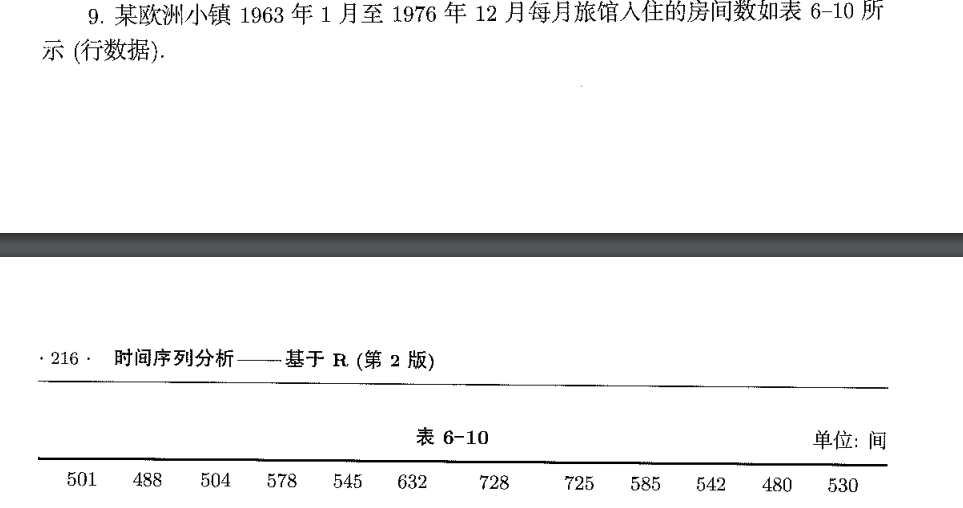 9. 某欧洲小镇 1963 年 1 月至 1976 年 12 月每月旅馆入住的房间数如表 6–10 所
示 (行数据).
· 216 · 时间序列分析——基于 R (第 2 版)
表 6–10 单位: 间
501 488 504 578 545 632 728 725 585 542 480 530